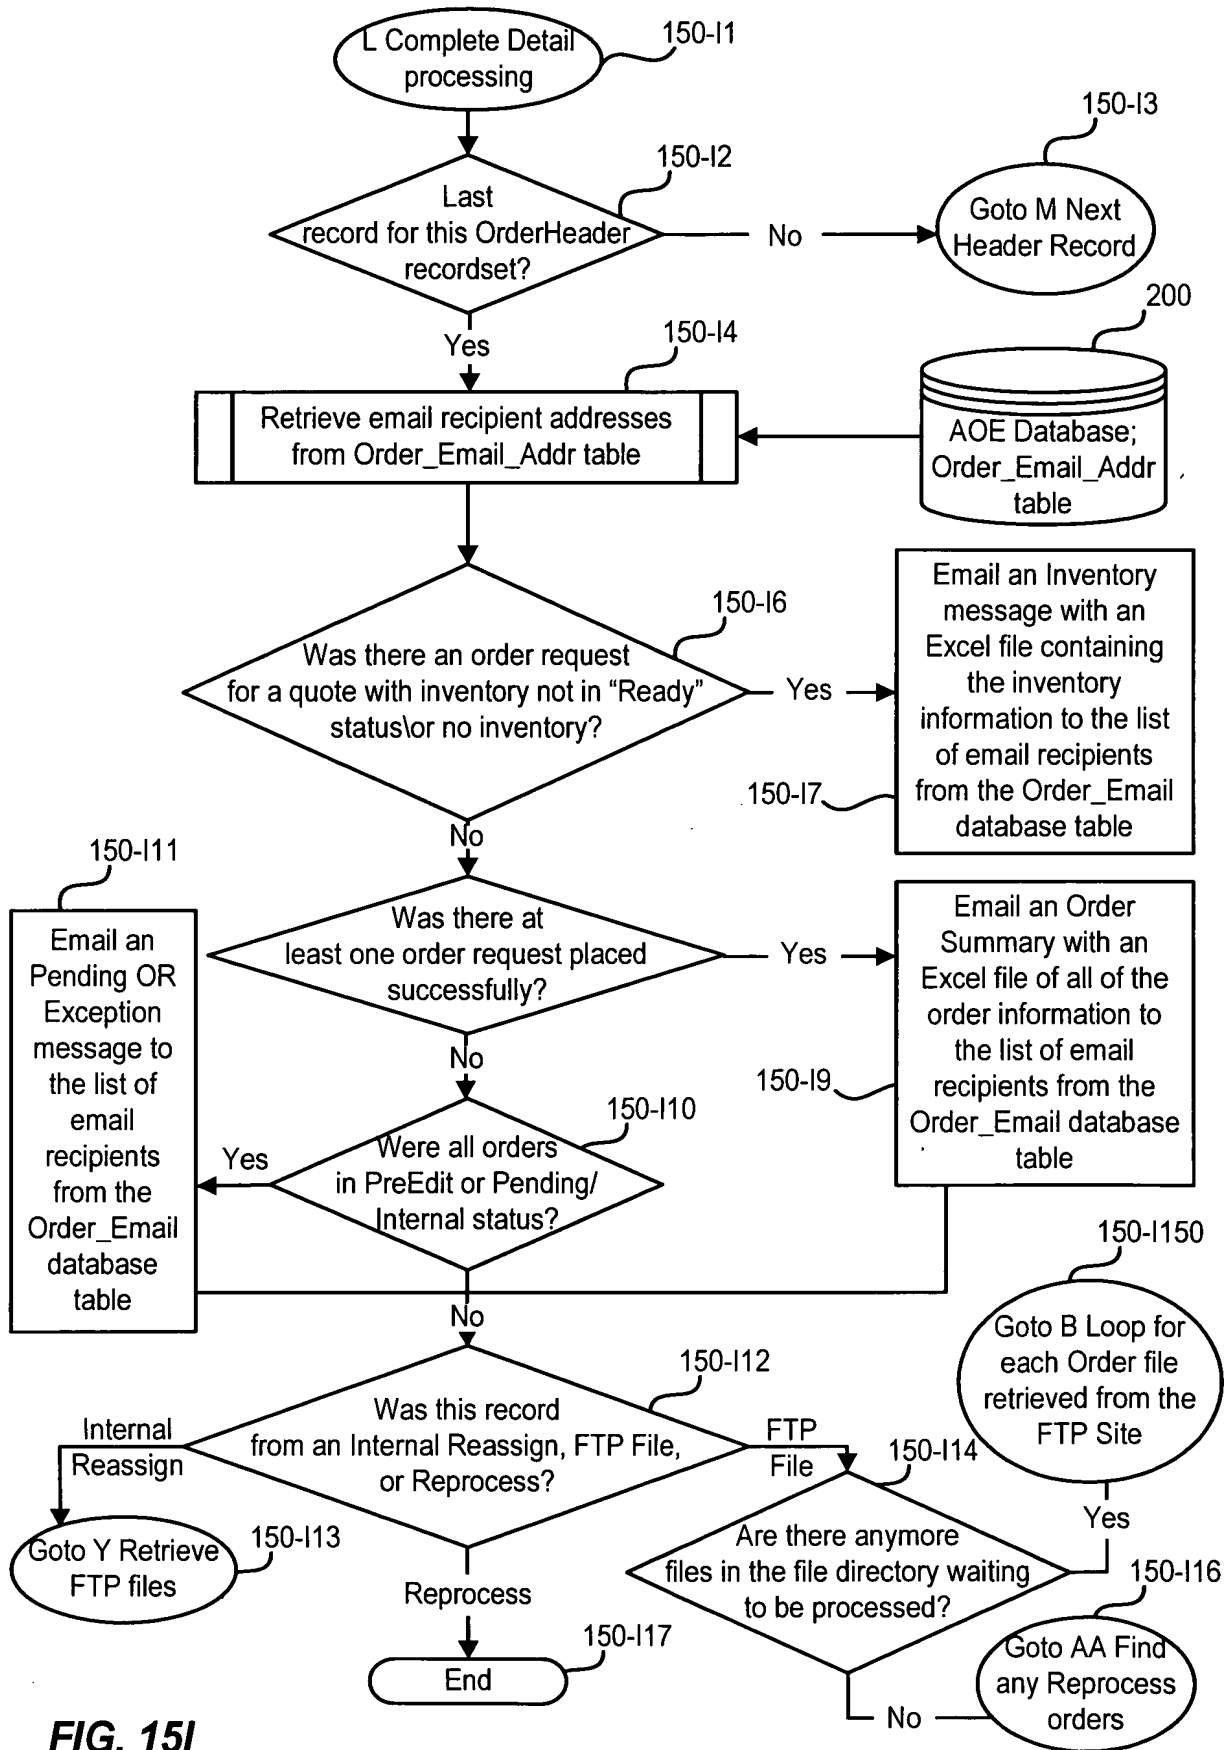 L Complete Detail
processing
150-I1
150-I2
150-I3
Last
record for this OrderHeader
recordset?
No
Goto M Next
Header Record
Yes
150-I4
200
Retrieve email recipient addresses
from Order_Email_Addr table
AOE Database;
Order_Email_Addr
table
150-I6
Was there an order request
for a quote with inventory not in “Ready”
status\or no inventory?
Yes
Email an Inventory
message with an
Excel file containing
the inventory
information to the list
of email recipients
from the Order_Email
database table
150-I7
No
150-I11
Was there at
least one order request placed
successfully?
Yes
Email an Order
Summary with an
Excel file of all of the
order information to
the list of email
recipients from the
Order_Email database
table
150-I9
Email an
Pending OR
Exception
message to
the list of
email
recipients
from the
Order_Email
database
table
No
150-I10
Were all orders
in PreEdit or Pending/
Internal status?
Yes
No
150-I150
Goto B Loop for
each Order file
retrieved from the
FTP Site
150-I12
Was this record
from an Internal Reassign, FTP File,
or Reprocess?
Internal
Reassign
FTP
File
150-I14
Yes
Goto Y Retrieve
FTP files
150-I13
Are there anymore
files in the file directory waiting
to be processed?
150-I16
Reprocess
150-I17
End
No
Goto AA Find
any Reprocess
orders
FIG. 15I